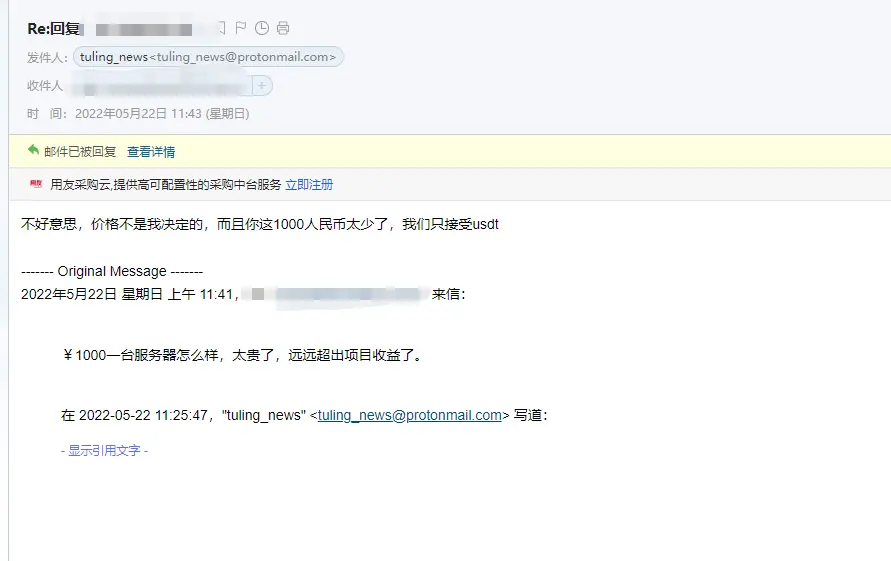 Re:回复
发件人：tuling_news<tuling_news@protonmail.com>
收件人
时 间：2022年05月22日 11:43 (星期日)
邮件已被回复 查看详情
用友采购云,提供高可配置性的采购中台服务 立即注册
不好意思，价格不是我决定的，而且你这1000人民币太少了，我们只接受usdt
------- Original Message -------
2022年5月22日 星期日 上午 11:41，
来信：
￥1000一台服务器怎么样，太贵了，远远超出项目收益了。
在 2022-05-22 11:25:47，"tuling_news" <tuling_news@protonmail.com> 写道：
- 显示引用文字 -